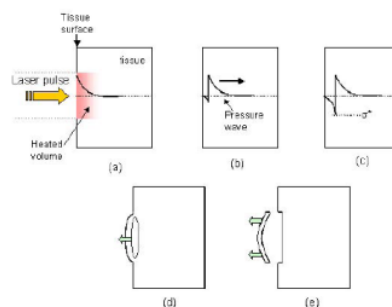 Tissue
surface
tissue
Laser pulse
Heated
volume
(a)
Pressure
wave
(b)
(c)
(d)
(e)